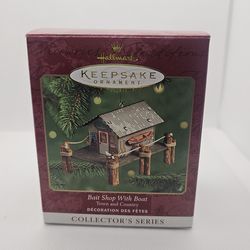 Hallmark
KEEPSAKE
ORNAMENT
Bait Shop With Boat
Town and Country
DÉCORATION DES FÊTES
COLLECTOR'S SERIES